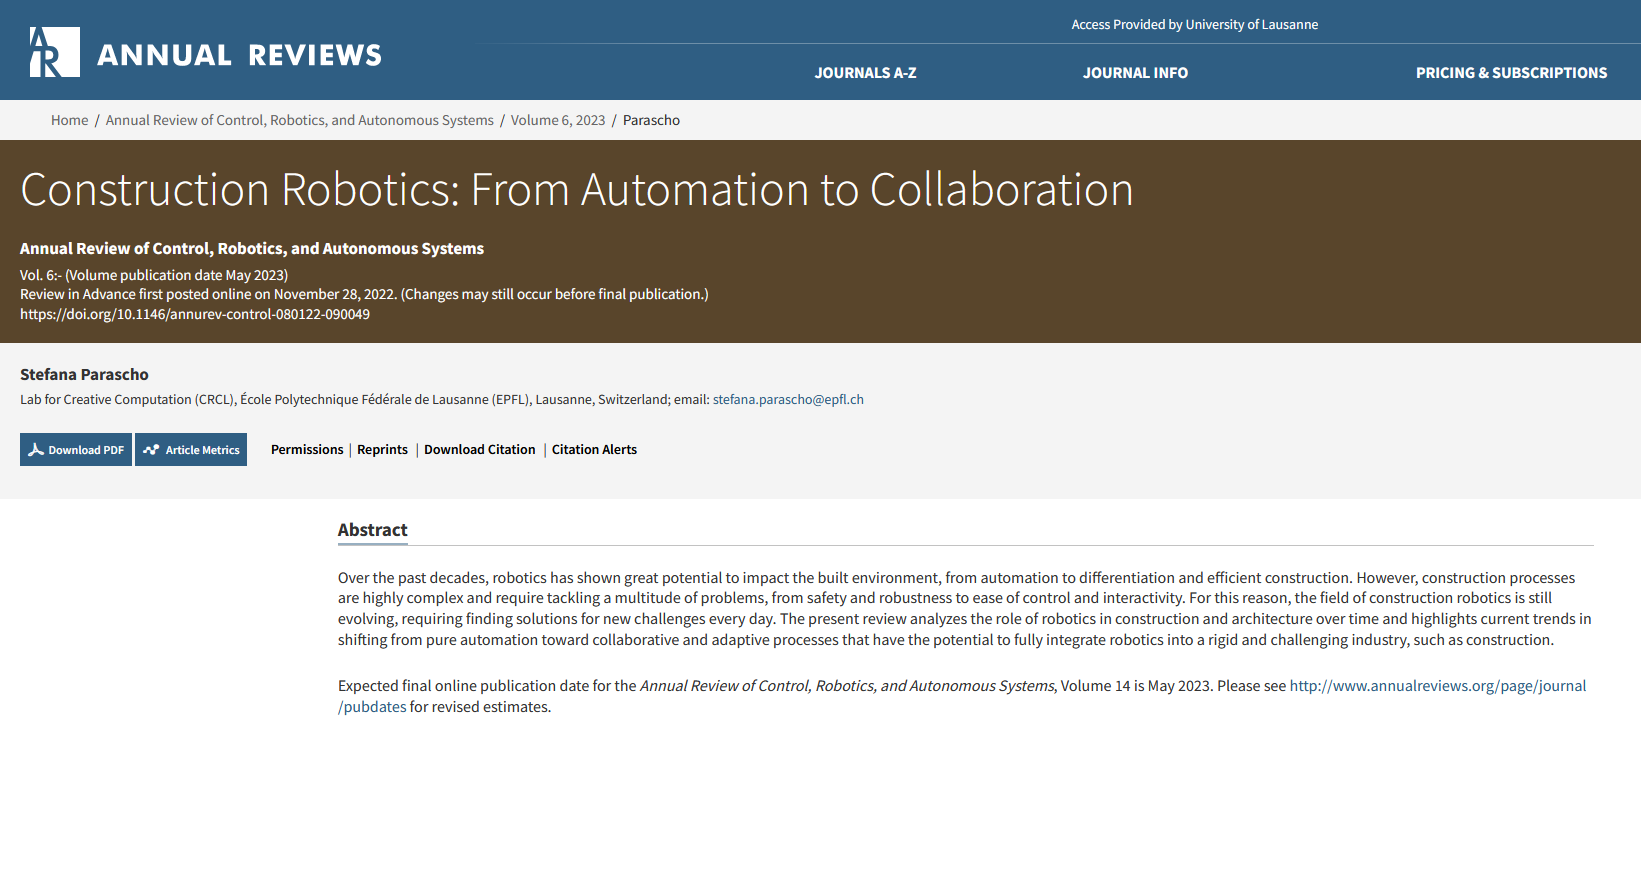 Access Provided by University of Lausanne
AR ANNUAL REVIEWS
JOURNALS A-Z JOURNAL INFO PRICING & SUBSCRIPTIONS
Home / Annual Review of Control, Robotics, and Autonomous Systems / Volume 6, 2023 / Parascho
Construction Robotics: From Automation to Collaboration
Annual Review of Control, Robotics, and Autonomous Systems
Vol. 6:- (Volume publication date May 2023)
Review in Advance first posted online on November 28, 2022. (Changes may still occur before final publication.)
https://doi.org/10.1146/annurev-control-080122-090049
Stefana Parascho
Lab for Creative Computation (CRCL), École Polytechnique Fédérale de Lausanne (EPFL), Lausanne, Switzerland; email: stefana.parascho@epfl.ch
Download PDF Article Metrics Permissions | Reprints | Download Citation | Citation Alerts
Abstract
Over the past decades, robotics has shown great potential to impact the built environment, from automation to differentiation and efficient construction. However, construction processes
are highly complex and require tackling a multitude of problems, from safety and robustness to ease of control and interactivity. For this reason, the field of construction robotics is still
evolving, requiring finding solutions for new challenges every day. The present review analyzes the role of robotics in construction and architecture over time and highlights current trends in
shifting from pure automation toward collaborative and adaptive processes that have the potential to fully integrate robotics into a rigid and challenging industry, such as construction.
Expected final online publication date for the Annual Review of Control, Robotics, and Autonomous Systems, Volume 14 is May 2023. Please see http://www.annualreviews.org/page/journal
/pubdates for revised estimates.